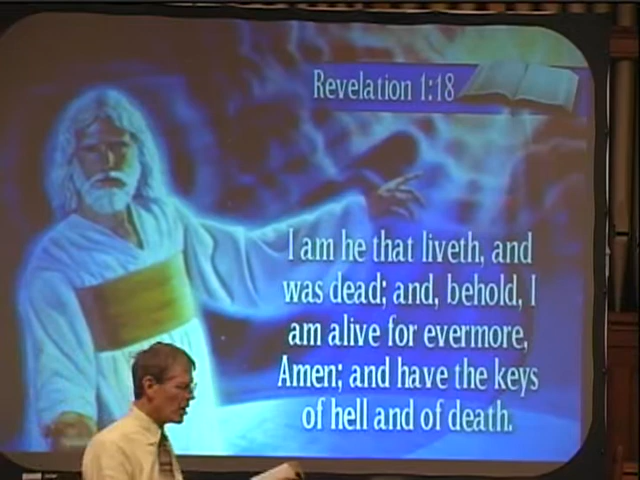 Revelation 1:18
I am he that liveth, and
was dead; and, behold, I
am alive for evermore,
Amen; and have the keys
of hell and of death.